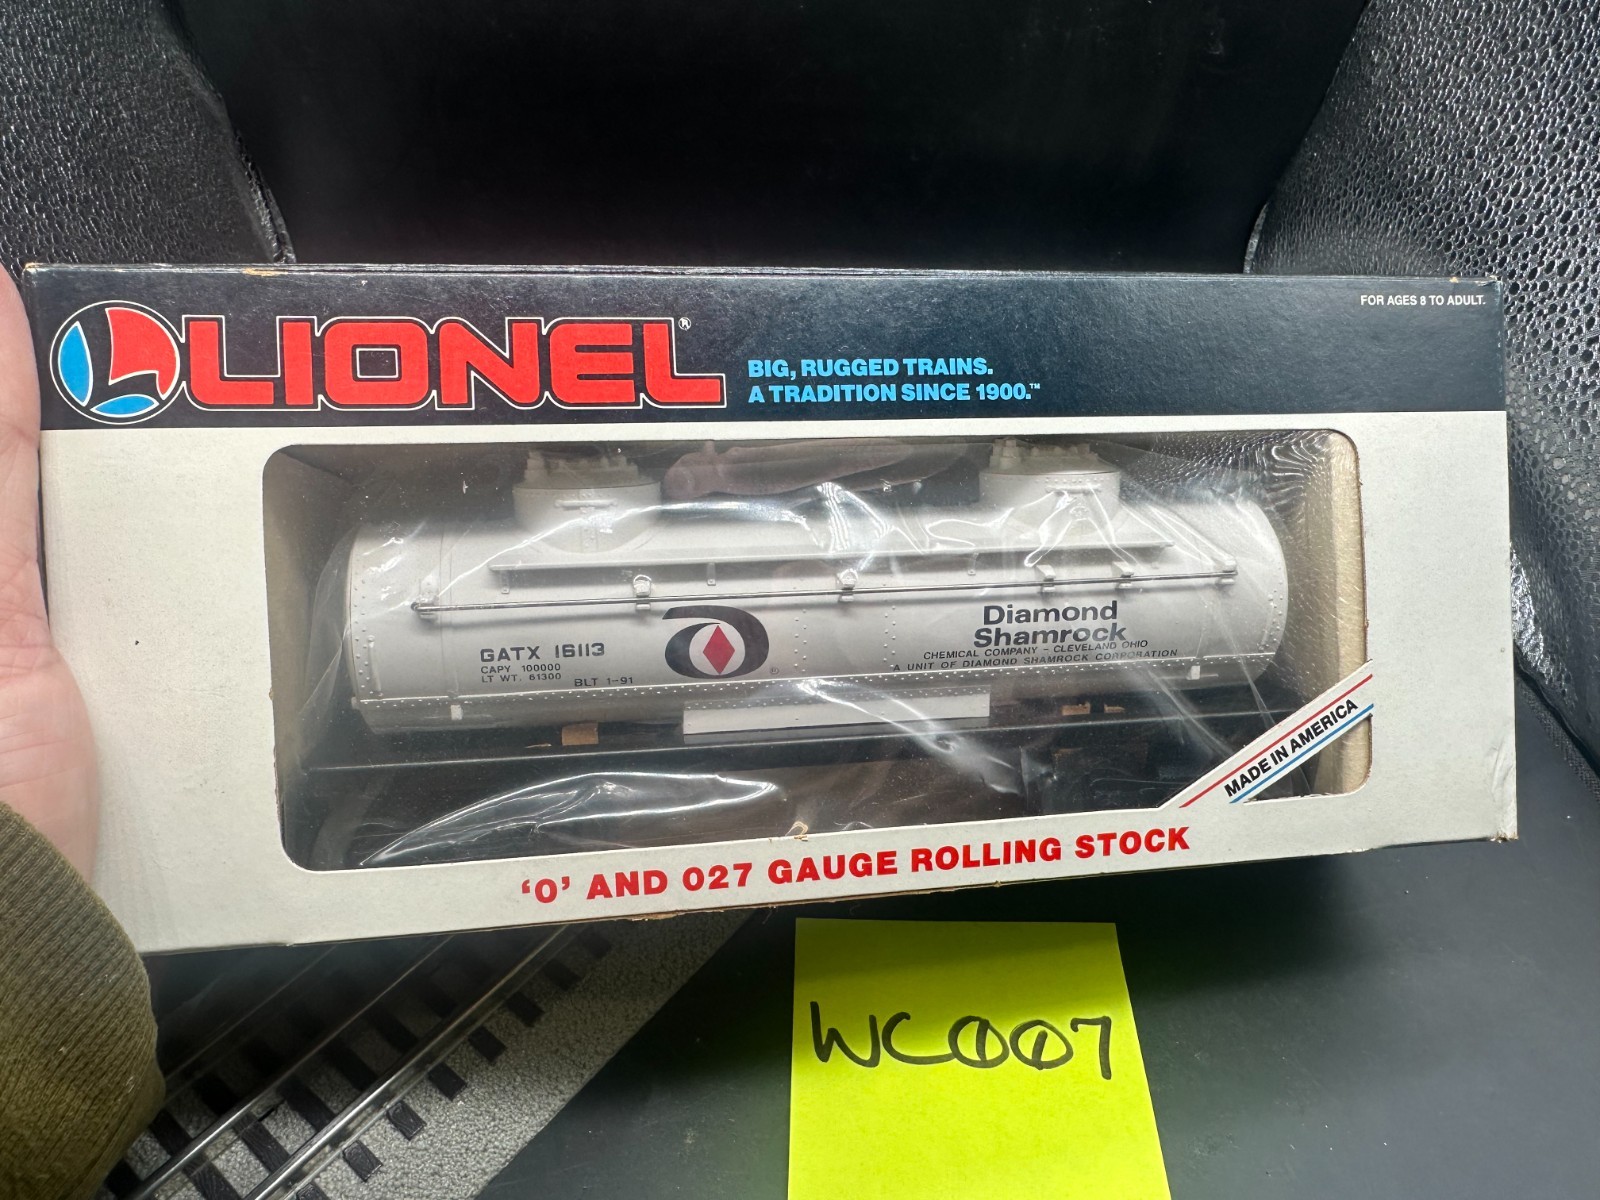 LIONEL®
BIG, RUGGED TRAINS.
A TRADITION SINCE 1900.™
FOR AGES 8 TO ADULT.
GATX 16113
CAPY 100000
LT WT. 61300 BLT 1-91
®
Diamond
Shamrock
CHEMICAL COMPANY - CLEVELAND OHIO
A UNIT OF DIAMOND SHAMROCK CORPORATION
MADE IN AMERICA
'O' AND 027 GAUGE ROLLING STOCK
WC007